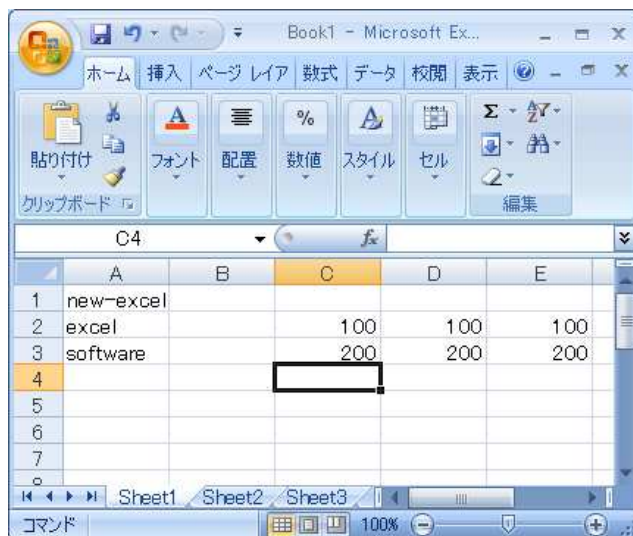 Book1 - Microsoft Ex...
ホーム 挿入 ページ レイア 数式 データ 校閲 表示
貼り付け フォント 配置 % 数値 スタイル セル Σ
クリップボード 編集
C4 fx
A B C D E
1 new-excel
2 excel 100 100 100
3 software 200 200 200
4
5
6
7
Sheet1 Sheet2 Sheet3
コマンド 100%